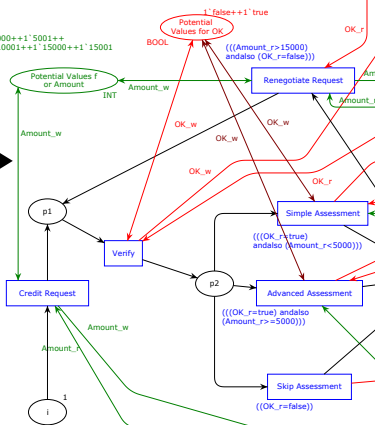 1`false++1`true
Potential
Values for OK
BOOL
000++1`5001++
0001++1`15000++1`15001
(((Amount_r>15000)
andalso (OK_r=false)))
OK_r
Potential Values f
or Amount
INT
Amount_w
Renegotiate Request
Am
Amount_r
Amount_w
OK_w
OK_w
OK_w
OK_w
OK_r
p1
Simple Assessment
(((OK_r=true)
andalso (Amount_r<5000)))
Verify
p2
Credit Request
Advanced Assessment
(((OK_r=true) andalso
(Amount_r>=5000)))
Amount_w
Amount_r
Skip Assessment
((OK_r=false))
1
i